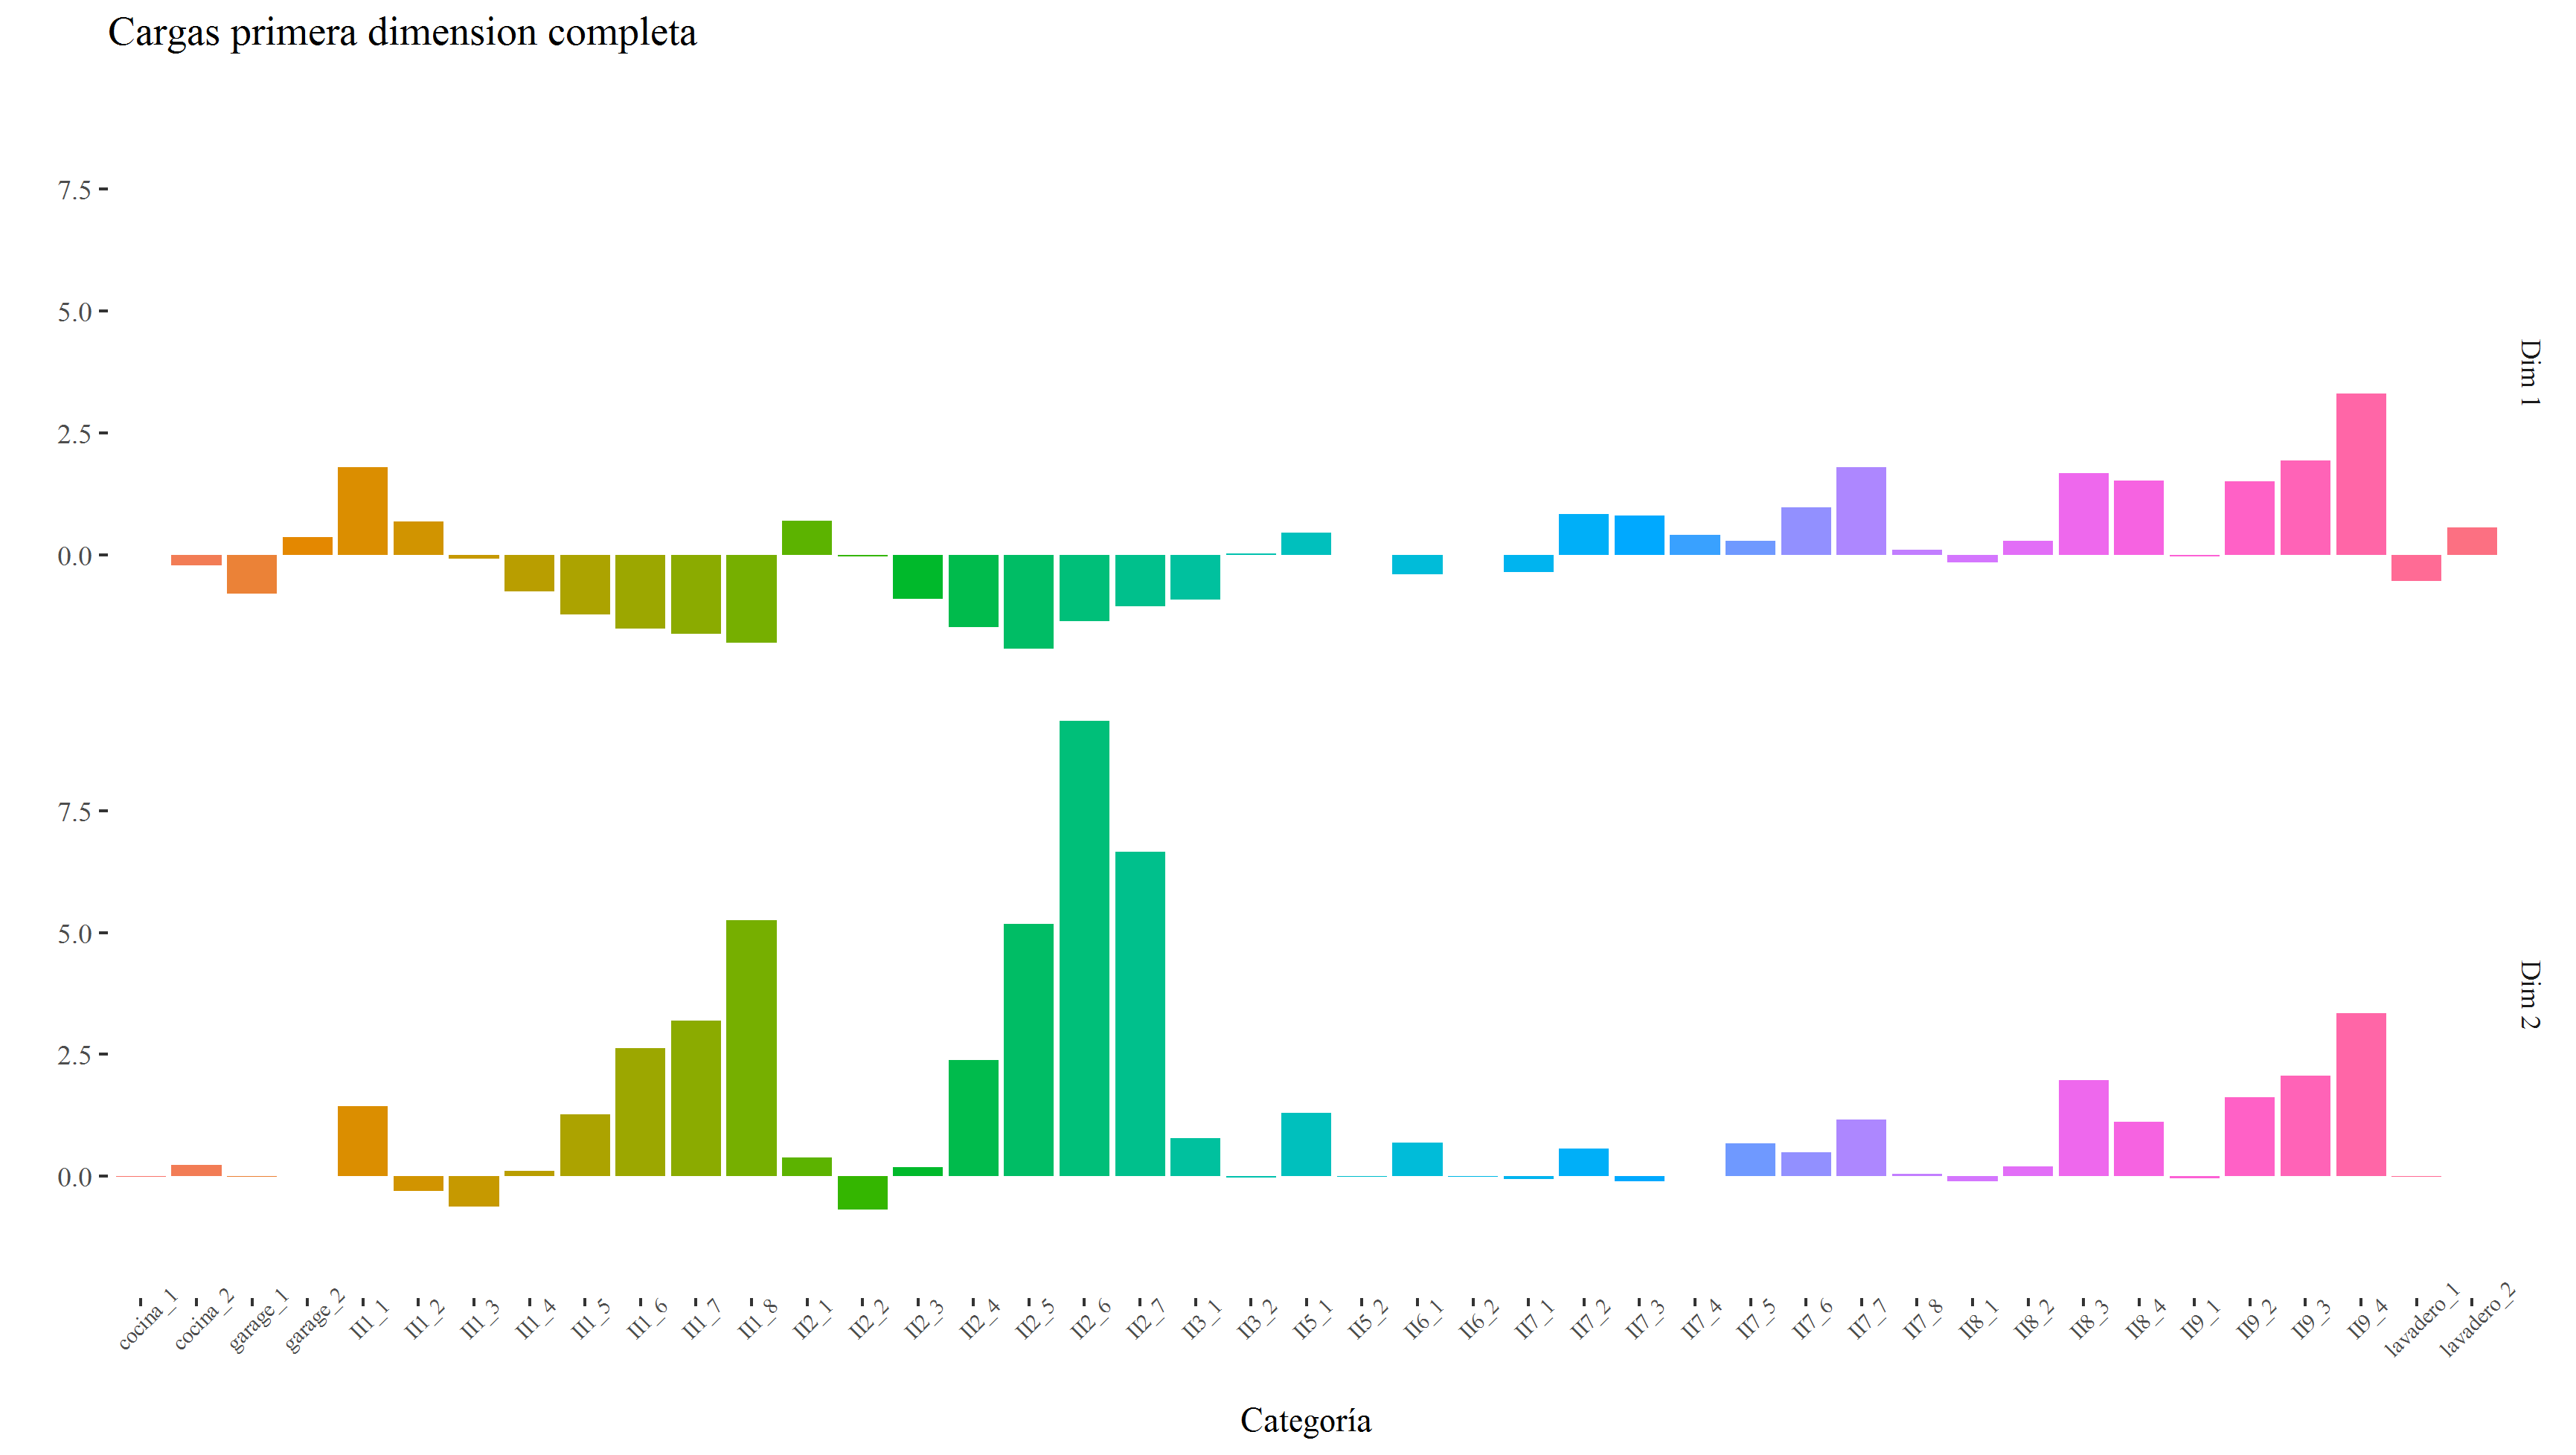 Cargas primera dimension completa
7.5
5.0
2.5
0.0
Dim 1
7.5
5.0
2.5
0.0
Dim 2
cocina_1 cocina_2 garage_1 garage_2 II1_1 II1_2 II1_3 II1_4 II1_5 II1_6 II1_7 II1_8 II2_1 II2_2 II2_3 II2_4 II2_5 II2_6 II2_7 II3_1 II3_2 II5_1 II5_2 II6_1 II6_2 II7_1 II7_2 II7_3 II7_4 II7_5 II7_6 II7_7 II7_8 II8_1 II8_2 II8_3 II8_4 II9_1 II9_2 II9_3 II9_4 lavadero_1 lavadero_2
Categoría